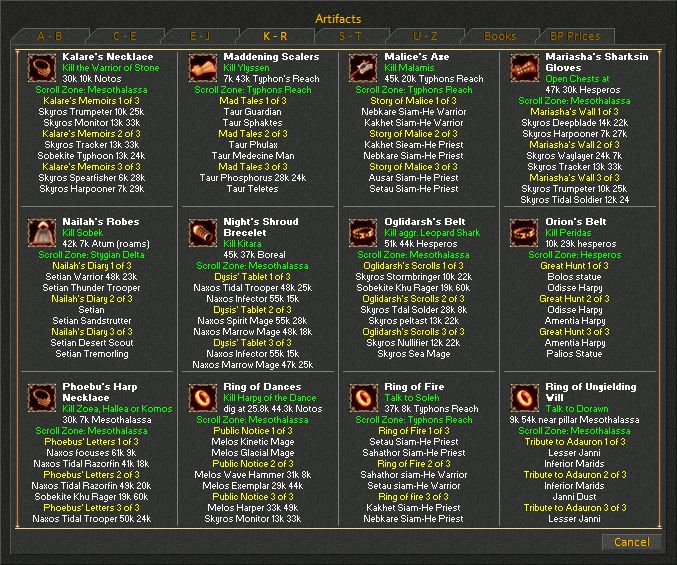 Artifacts
A - B
C - E
E - J
K - R
S - T
U - Z
Books
BP Prices
Kalare's Necklace
Kill the Warrior of Stone
30k 10k Notos
Scroll Zone: Mesothalassa
Kalare's Memoirs 1 of 3
Skyros Trumpeter 10k 25k
Skyros Monitor 13k 33k
Kalare's Memoirs 2 of 3
Skyros Tracker 13k 33k
Sobekite Typhoon 13k 24k
Kalare's Memoirs 3 of 3
Skyros Spearfisher 6k 28k
Skyros Harpooner 7k 29k
Maddening Scalers
Kill Ylyssen
7k 43k Typhon's Reach
Scroll Zone: Typhons Reach
Mad Tales 1 of 3
Taur Guardian
Taur Sphaktes
Mad Tales 2 of 3
Taur Phulax
Taur Medecine Man
Mad Tales 3 of 3
Taur Phosphorus 28k 24k
Taur Teletes
Malice's Axe
Kill Malamis
45k 20k Typhons Reach
Scroll Zone: Typhons Reach
Story of Malice 1 of 3
Nebkare Siam-He Warrior
Kakhet Siam-He Warrior
Story of Malice 2 of 3
Kakhet Sieam-He Priest
Nebkare Siem-He Priest
Story of Malice 3 of 3
Ausar Siam-He Priest
Setau Siam-He Priest
Mariasha's Sharksin
Gloves
Open Chests at
47k 30k Hesperos
Scroll Zone: Mesothalassa
Mariasha's Wall 1 of 3
Skyros Deepblade 14k 22k
Skyros Harpooner 7k 27k
Mariasha's Wall 2 of 3
Skyros Waylayer 24k 7k
Skyros Tracker 13k 33k
Mariasha's Wall 3 of 3
Skyros Trumpeter 10k 25k
Skyros Tidal Soldier 12k 24
Nailah's Robes
Kill Sobek
42k 7k Atum (roams)
Scroll Zone: Stygian Delta
Nailah's Diary 1 of 3
Setian Warrior 48k 23k
Setian Thunder Trooper
Nailah's Diary 2 of 3
Setian
Setian Sandstrutter
Nailah's Diary 3 of 3
Setian Desert Scout
Setian Tremorling
Night's Shroud
Brecelet
Kill Kitara
45k 37k Boreal
Scroll Zone: Mesothalassa
Dysis' Tablet 1 of 3
Naxos Tidal Trooper 48k 25k
Naxos Infector 55k 15k
Dysis' Tablet 2 of 3
Naxos Spirit Mage 55k 28k
Naxos Marrow Mage 48k 18k
Dysis' Tablet 3 of 3
Naxos Infector 55k 15k
Naxos Marrow Mage 47k 25k
Oglidarsh's Belt
Kill aggr. Leopard Shark
51k 44k Hesperos
Scroll Zone: Mesothalassa
Oglidarsh's Scrolls 1 of 3
Skyros Stormbringer 10k 22k
Sobekite Khu Rager 19k 60k
Oglidarsh's Scrolls 2 of 3
Skyros Tidal Solder 28k 8k
Skyros peltast 13k 22k
Oglidarsh's Scrolls 3 of 3
Skyros Nullifier 12k 22k
Skyros Sea Mage
Orion's Belt
Kill Peridas
10k 29k hesperos
Scroll Zone: Hesperos
Great Hunt 1 of 3
Bolos statue
Odisse Harpy
Great Hunt 2 of 3
Odisse Harpy
Amentia Harpy
Great Hunt 3 of 3
Amentia Harpy
Palios Statue
Phoebu's Harp
Necklace
Kill Zoea, Hallea or Komos
30k 7k Mesothalassa
Scroll Zone: Mesothalassa
Phoebus' Letters 1 of 3
Naxos focuses 61k 9k
Naxos Tidal Razorfin 41k 18k
Phoebus' Letters 2 of 3
Naxos Tidal Razorfin 49k 20k
Sobekite Khu Rager 19k 60k
Phoebus' Letters 3 of 3
Naxos Tidal Trooper 50k 24k
Ring of Dances
Kill Harpy of the Dance
dig at 25.8k 44.3k Notos
Scroll Zone: Mesothalassa
Public Notice 1 of 3
Melos Kinetic Mage
Melos Glacial Mage
Public Notice 2 of 3
Melos Wave Hammer 31k 8k
Melos Exemplar 29k 44k
Public Notice 3 of 3
Melos Harper 33k 49k
Skyros Monitor 13k 33k
Ring of Fire
Talk to Soleh
37k 8k Typhons Reach
Scroll Zone: Typhons Reach
Ring of Fire 1 of 3
Setau Siam-He Priest
Sahathor Siam-He Priest
Ring of Fire 2 of 3
Sahathor siam-He Warrior
Setau siam-He Warrior
Ring of fire 3 of 3
Kakhet Siam-He Priest
Nebkare Siam-He Priest
Ring of Unyielding
Will
Talk to Dorawn
9k 54k near pillar Mesothalassa
Scroll Zone: Mesothalassa
Tribute to Adauron 1 of 3
Lesser Janni
Inferior Marids
Tribute to Adauron 2 of 3
Inferior Marids
Janni Dust
Tribute to Adauron 3 of 3
Lesser Janni
Cancel